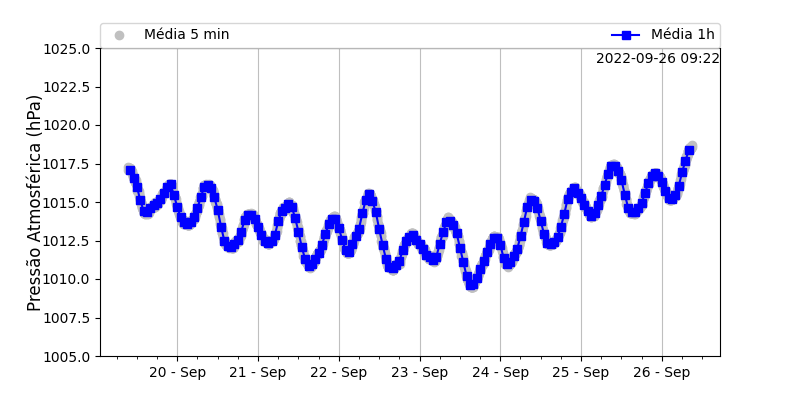 Média 5 min
Média 1h
2022-09-26 09:22
Pressão Atmosférica (hPa)
1025.0
1022.5
1020.0
1017.5
1015.0
1012.5
1010.0
1007.5
1005.0
20 - Sep
21 - Sep
22 - Sep
23 - Sep
24 - Sep
25 - Sep
26 - Sep